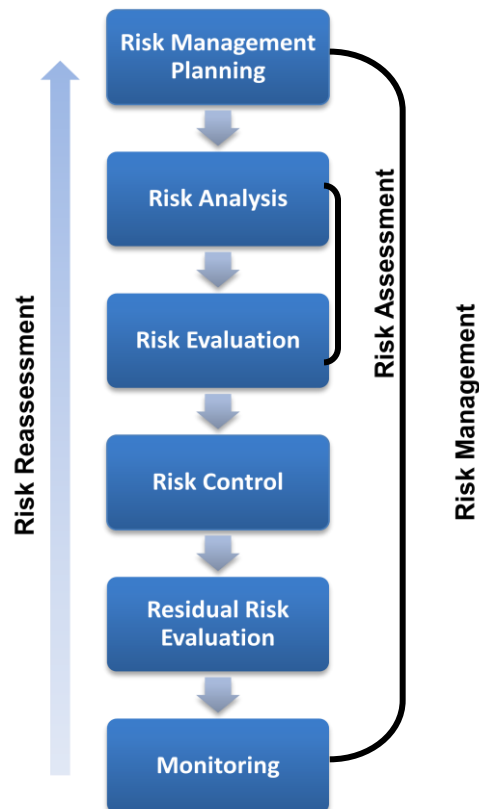 Risk Management
Planning
Risk Analysis
Risk Evaluation
Risk Control
Residual Risk
Evaluation
Monitoring
Risk Reassessment
Risk Assessment
Risk Management